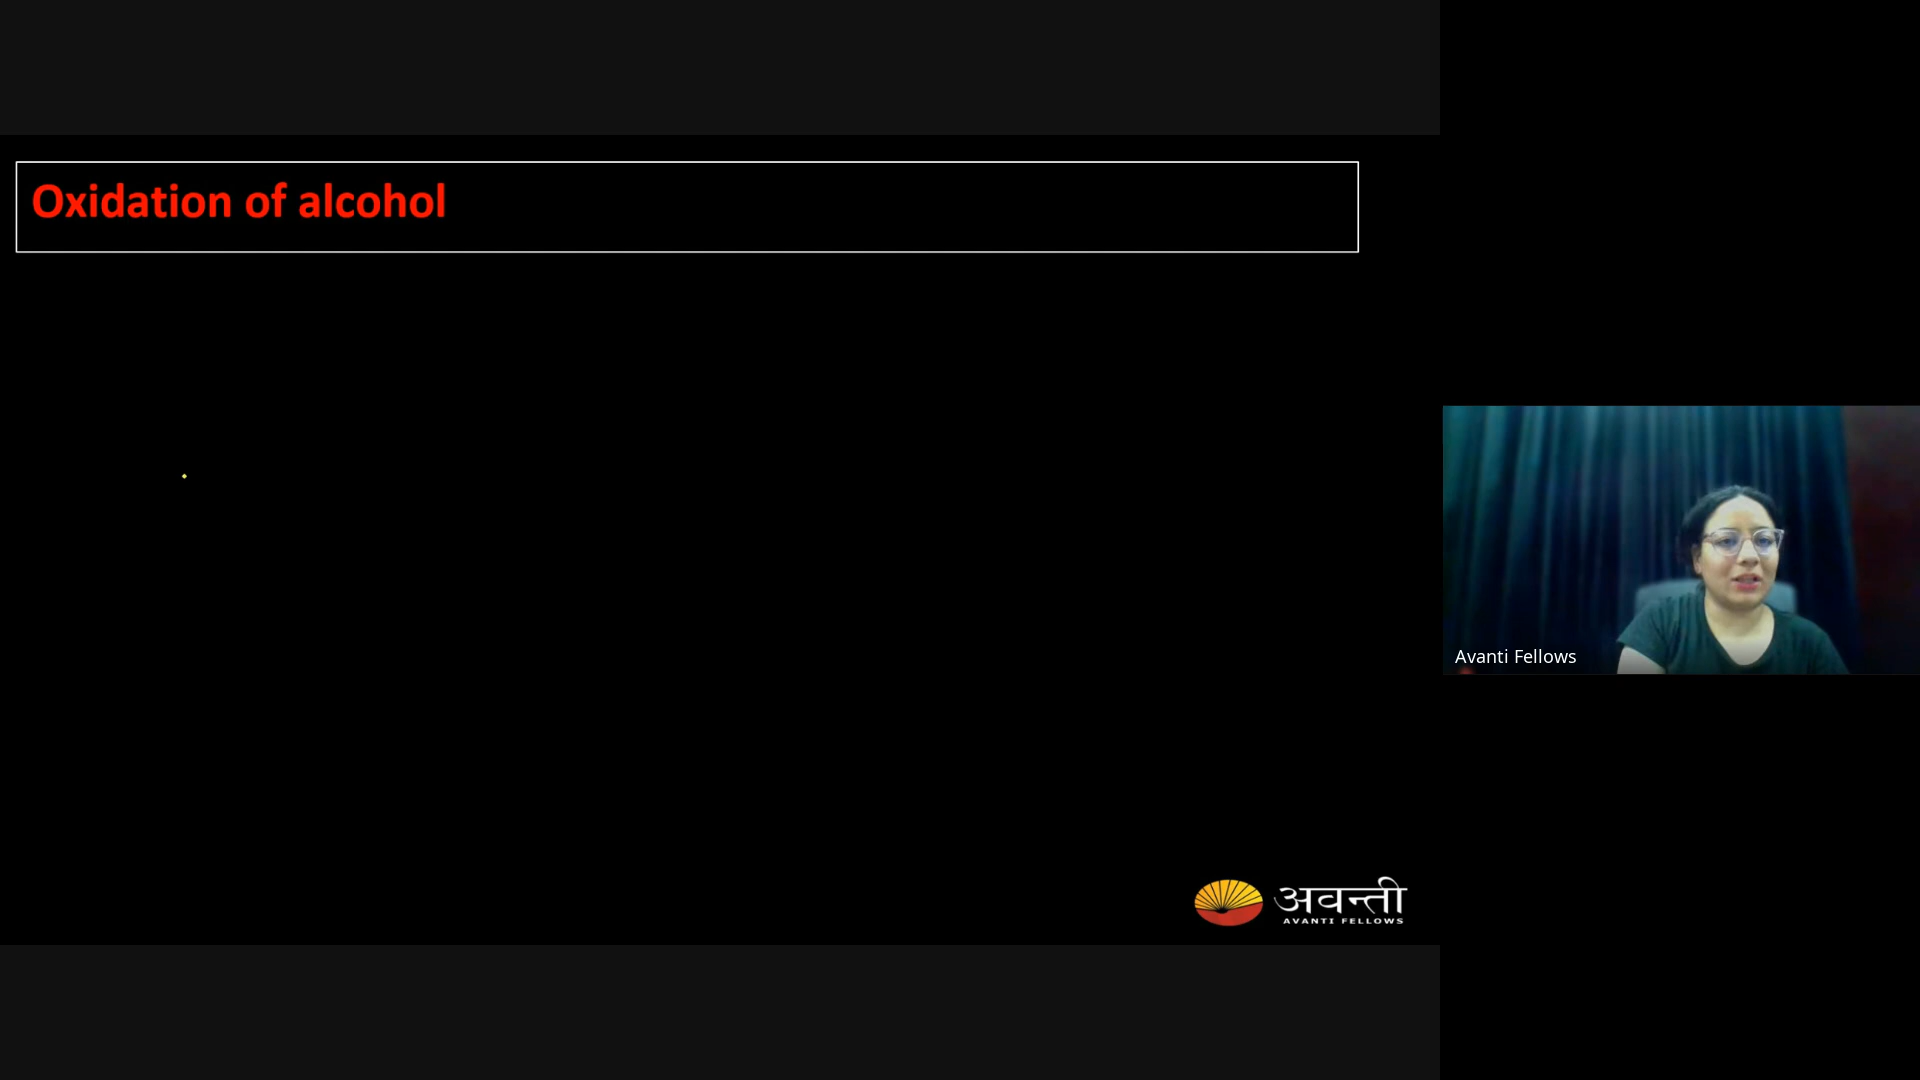 Oxidation of alcohol
Avanti Fellows
अवन्ती
AVANTI FELLOWS